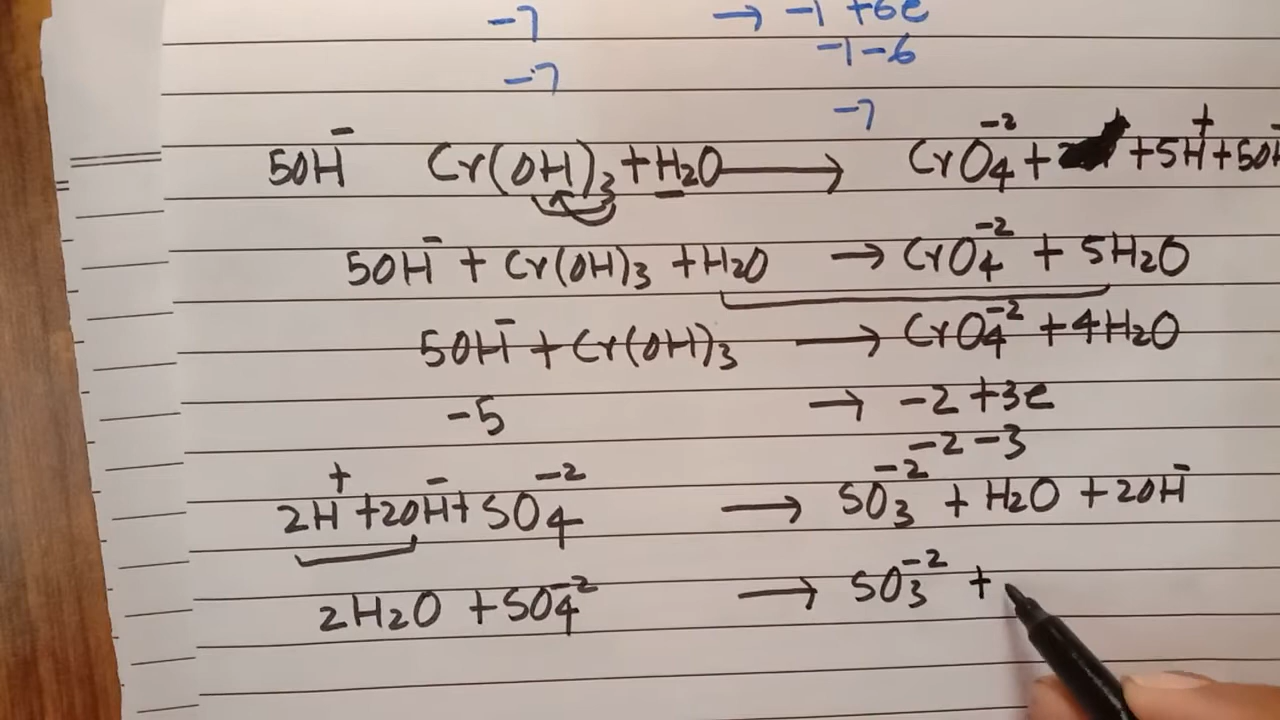 -7 → -1 +6e
-1-6
-7
-7
5OH⁻ Cr(OH)₃ + H₂O → CrO₄⁻² + + 5H⁺ + 5OH
5OH⁻ + Cr(OH)₃ + H₂O → CrO₄⁻² + 5H₂O
5OH⁻ + Cr(OH)₃ → CrO₄⁻² + 4H₂O
-5 → -2 +3e
-2 -3
2H⁺ + 2OH⁻ + SO₄⁻² → SO₃⁻² + H₂O + 2OH⁻
2H₂O + SO₄⁻² → SO₃⁻² +